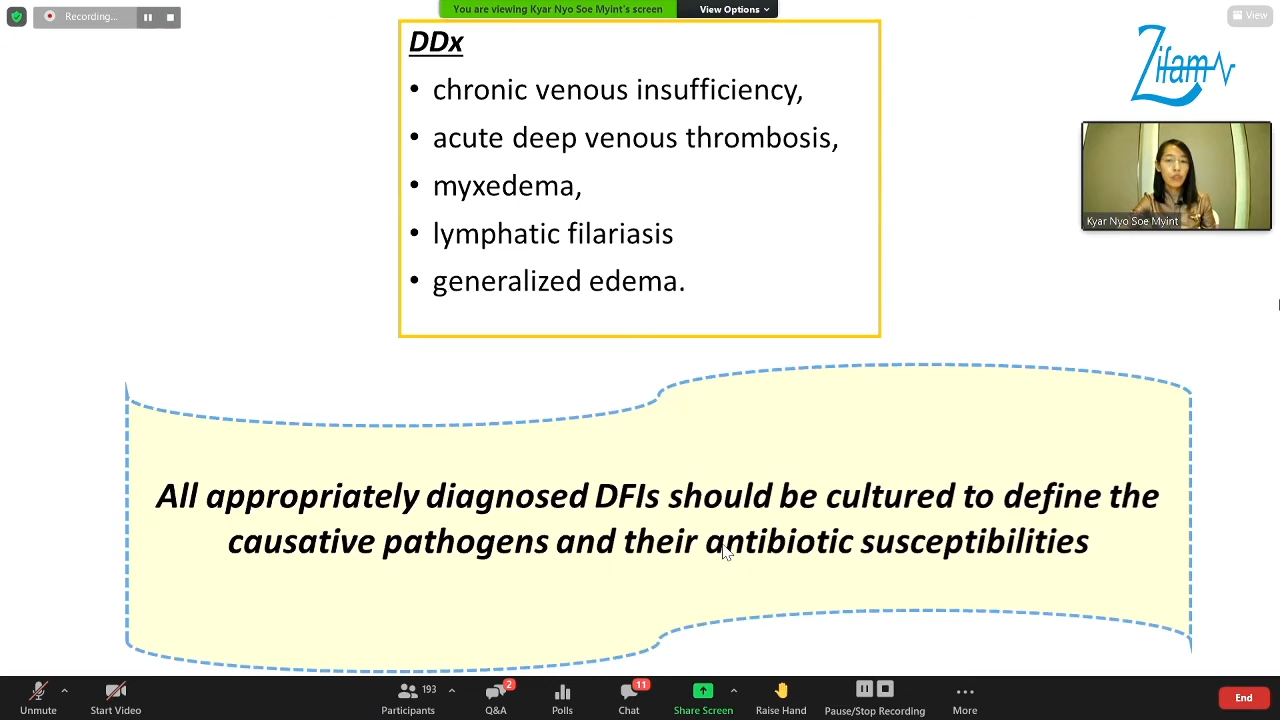 Recording...
You are viewing Kyar Nyo Soe Myint's screen
View Options
View
DDx
• chronic venous insufficiency,
• acute deep venous thrombosis,
• myxedema,
• lymphatic filariasis
• generalized edema.
Zifam
Kyar Nyo Soe Myint
All appropriately diagnosed DFIs should be cultured to define the
causative pathogens and their antibiotic susceptibilities
193
2
11
Unmute
Start Video
Participants
Q&A
Polls
Chat
Share Screen
Raise Hand
Pause/Stop Recording
More
End